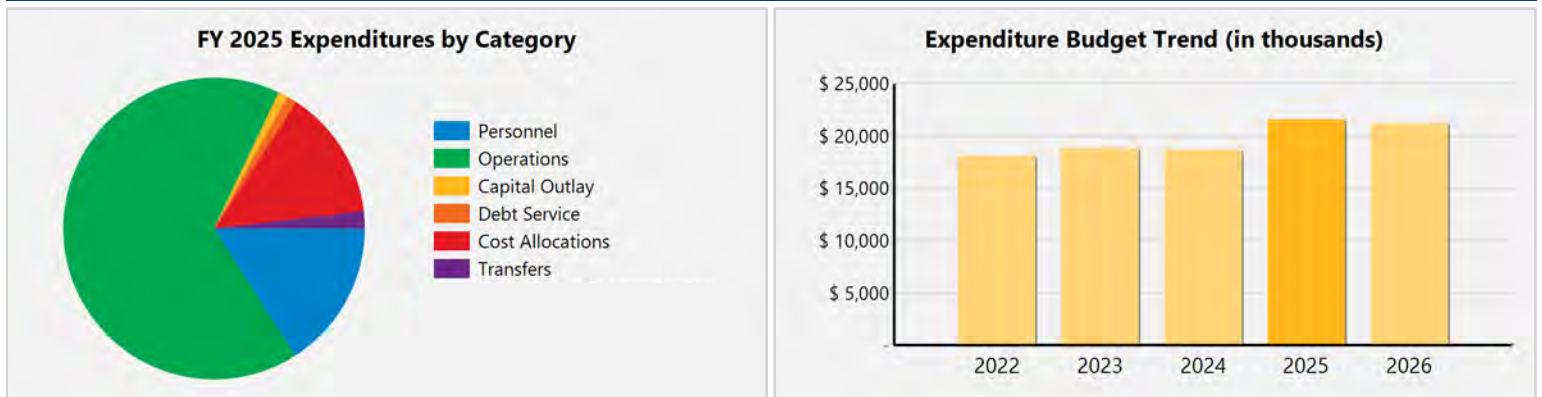 FY 2025 Expenditures by Category
Personnel
Operations
Capital Outlay
Debt Service
Cost Allocations
Transfers
Expenditure Budget Trend (in thousands)
$ 25,000
$ 20,000
$ 15,000
$ 10,000
$ 5,000
-
2022 2023 2024 2025 2026